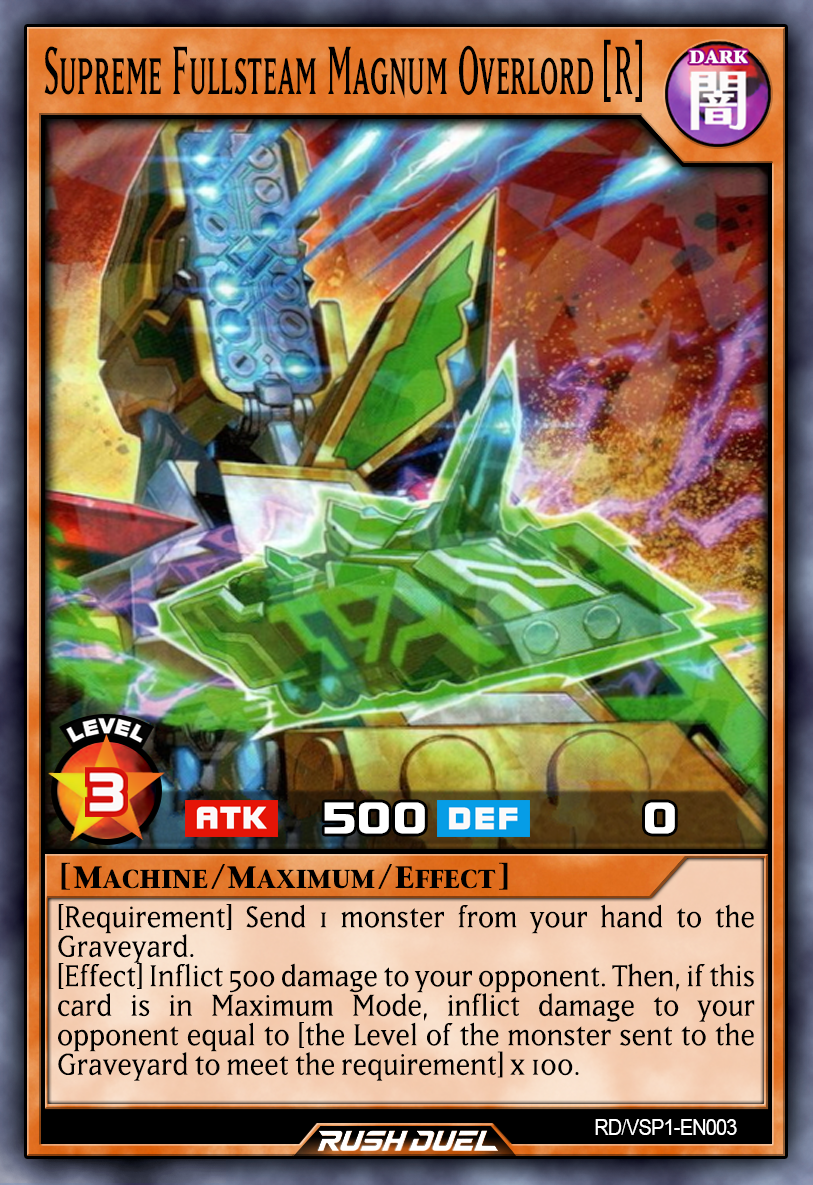 Supreme Fullsteam Magnum Overlord [R]
DARK
闇
LEVEL
3
ATK 500 DEF 0
[Machine/Maximum/Effect]
[Requirement] Send 1 monster from your hand to the
Graveyard.
[Effect] Inflict 500 damage to your opponent. Then, if this
card is in Maximum Mode, inflict damage to your
opponent equal to [the Level of the monster sent to the
Graveyard to meet the requirement] x 100.
RD/VSP1-EN003
RUSH DUEL